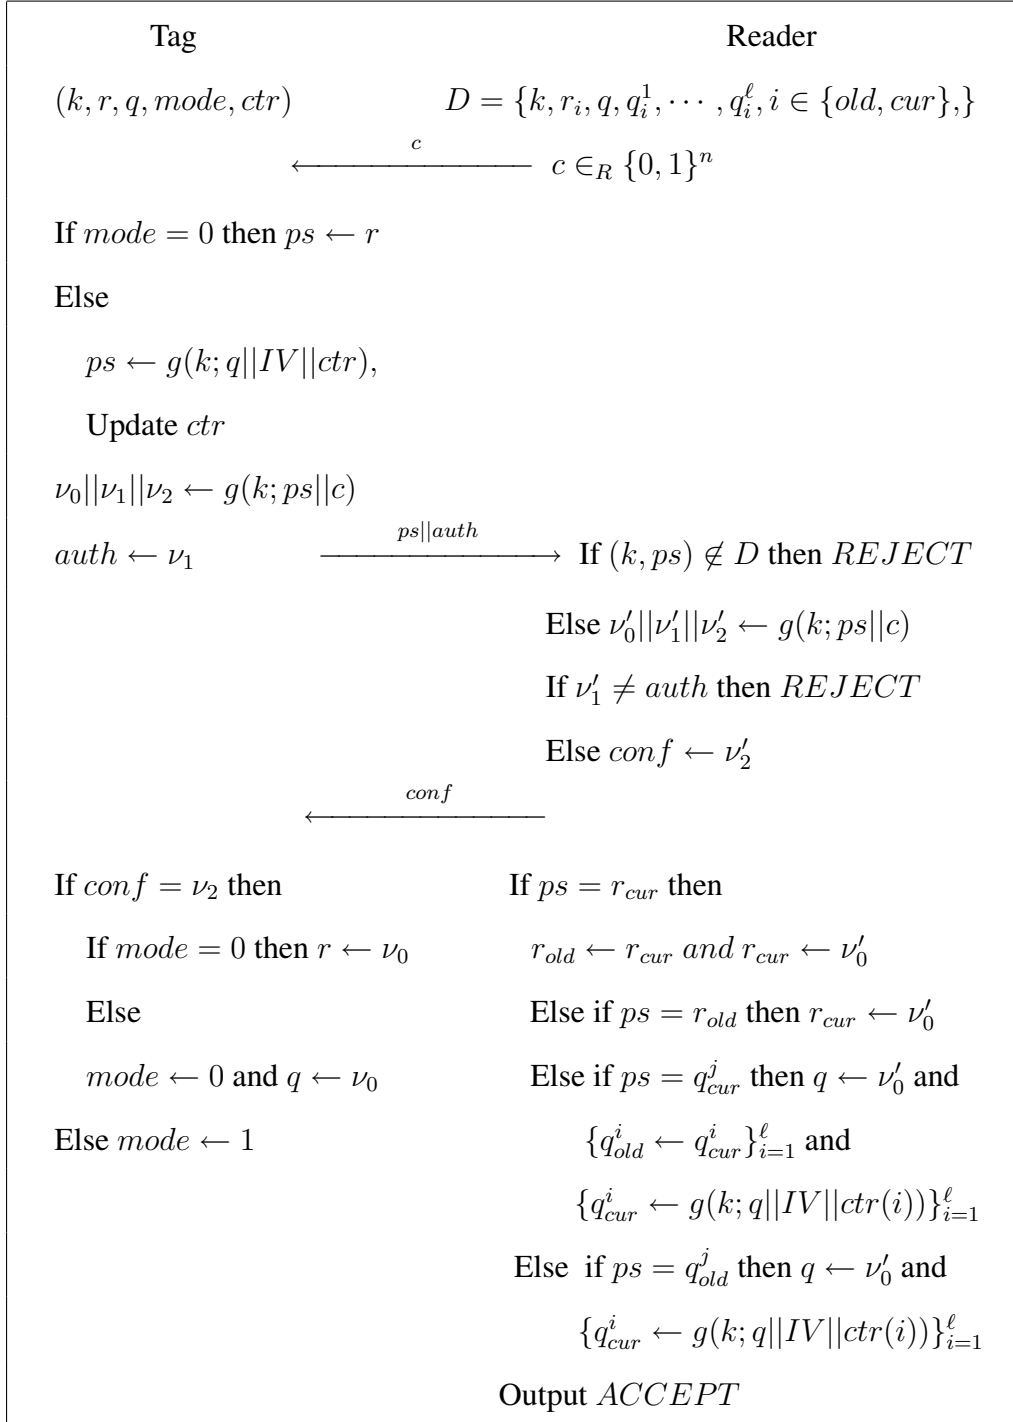 Tag Reader
(k, r, q, mode, ctr) D = {k, r_i, q, q_i^1, ⋯ , q_i^ℓ, i ∈ {old, cur},}
c
c ∈_R {0, 1}^n
If mode = 0 then ps ← r
Else
ps ← g(k; q||IV||ctr),
Update ctr
ν_0||ν_1||ν_2 ← g(k; ps||c)
ps||auth
auth ← ν_1 If (k, ps) ∉ D then REJECT
Else ν′_0||ν′_1||ν′_2 ← g(k; ps||c)
If ν′_1 ≠ auth then REJECT
Else conf ← ν′_2
conf
If conf = ν_2 then If ps = r_cur then
If mode = 0 then r ← ν_0 r_old ← r_cur and r_cur ← ν′_0
Else Else if ps = r_old then r_cur ← ν′_0
mode ← 0 and q ← ν_0 Else if ps = q_cur^j then q ← ν′_0 and
Else mode ← 1 {q_old^i ← q_cur^i}_{i=1}^ℓ and
{q_cur^i ← g(k; q||IV||ctr(i))}_{i=1}^ℓ
Else if ps = q_old^j then q ← ν′_0 and
{q_cur^i ← g(k; q||IV||ctr(i))}_{i=1}^ℓ
Output ACCEPT